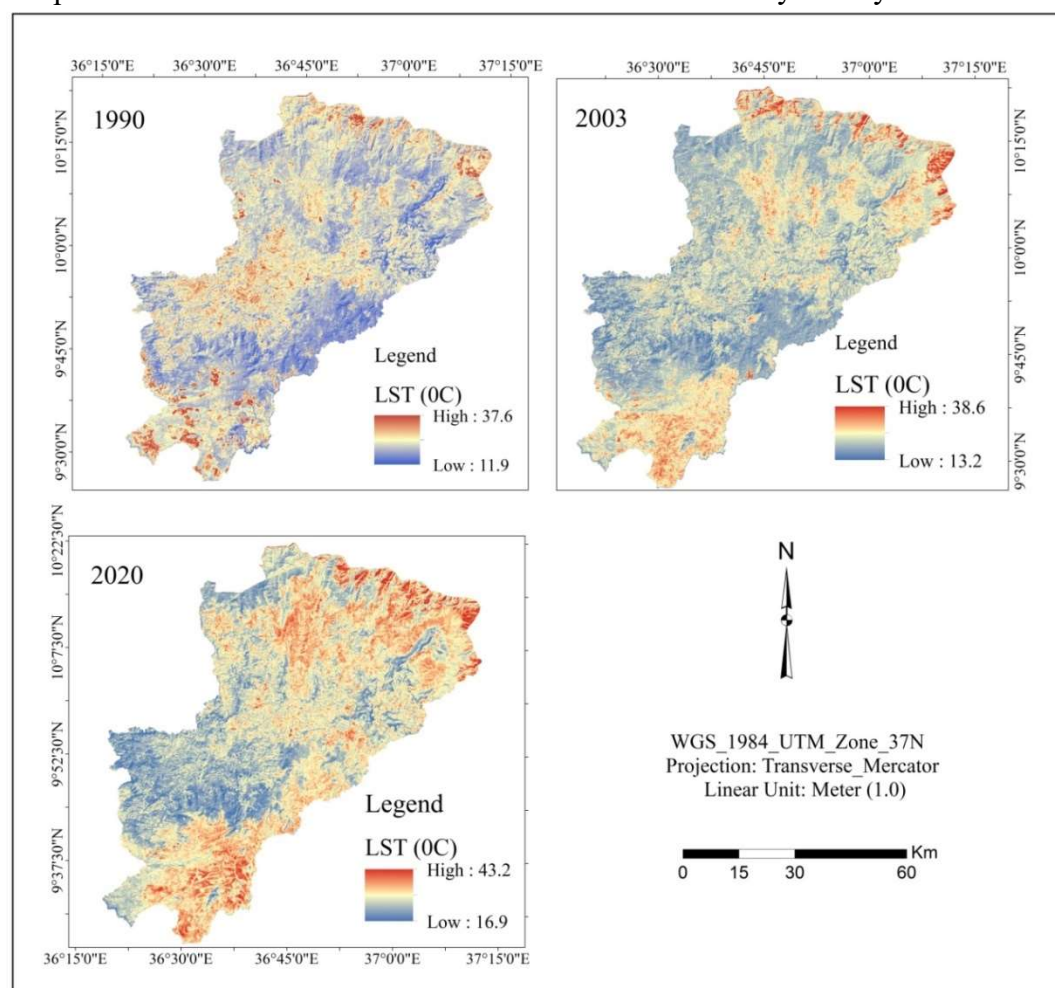 36°15'0"E 36°30'0"E 36°45'0"E 37°0'0"E 37°15'0"E
1990
10°15'0"N
10°0'0"N
9°45'0"N
9°30'0"N
Legend
LST (0C)
High : 37.6
Low : 11.9
36°30'0"E 36°45'0"E 37°0'0"E 37°15'0"E
2003
10°15'0"N
10°0'0"N
9°45'0"N
9°30'0"N
Legend
LST (0C)
High : 38.6
Low : 13.2
2020
10°22'30"N
10°7'30"N
9°52'30"N
9°37'30"N
Legend
LST (0C)
High : 43.2
Low : 16.9
36°15'0"E 36°30'0"E 36°45'0"E 37°0'0"E 37°15'0"E
N
WGS_1984_UTM_Zone_37N
Projection: Transverse_Mercator
Linear Unit: Meter (1.0)
Km
0 15 30 60